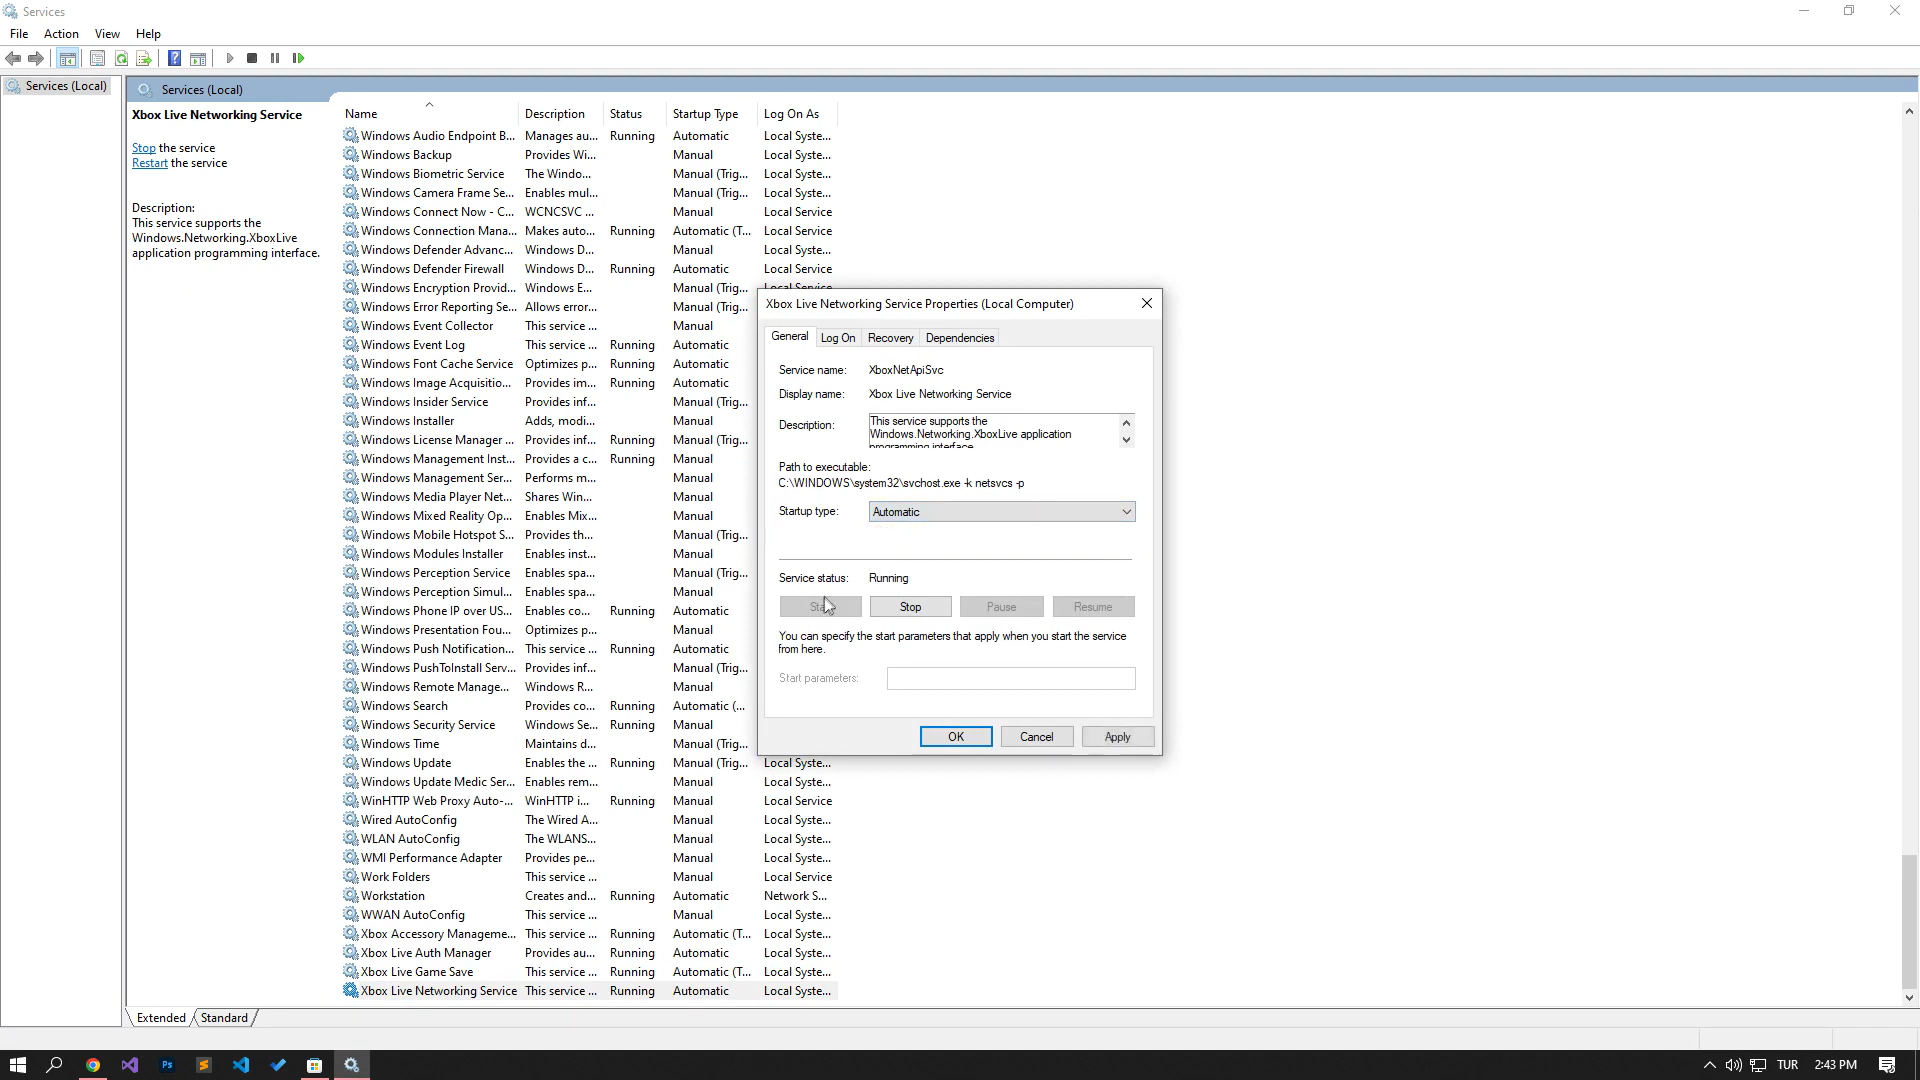 Services
File Action View Help
Services (Local)
Services (Local)
Xbox Live Networking Service
Stop the service
Restart the service
Description:
This service supports the
Windows.Networking.XboxLive
application programming interface.
Name Description Status Startup Type Log On As
Windows Audio Endpoint B... Manages au... Running Automatic Local Syste...
Windows Backup Provides Wi... Manual Local Syste...
Windows Biometric Service The Windo... Manual (Trig... Local Syste...
Windows Camera Frame Se... Enables mul... Manual (Trig... Local Syste...
Windows Connect Now - C... WCNCSVC ... Manual Local Service
Windows Connection Mana... Makes auto... Running Automatic (T... Local Service
Windows Defender Advanc... Windows D... Manual Local Syste...
Windows Defender Firewall Windows D... Running Automatic Local Service
Windows Encryption Provid... Windows E... Manual (Trig... Local Service
Windows Error Reporting Se... Allows error... Manual (Trig...
Windows Event Collector This service ... Manual
Windows Event Log This service ... Running Automatic
Windows Font Cache Service Optimizes p... Running Automatic
Windows Image Acquisitio... Provides im... Running Automatic
Windows Insider Service Provides inf... Manual (Trig...
Windows Installer Adds, modi... Manual
Windows License Manager ... Provides inf... Running Manual (Trig...
Windows Management Inst... Provides a c... Running Automatic
Windows Management Ser... Performs m... Manual
Windows Media Player Net... Shares Win... Manual
Windows Mixed Reality Op... Enables Mix... Manual
Windows Mobile Hotspot S... Provides th... Manual (Trig...
Windows Modules Installer Enables inst... Manual
Windows Perception Service Enables spa... Manual (Trig...
Windows Perception Simul... Enables spa... Manual
Windows Phone IP over US... Enables co... Running Automatic
Windows Presentation Fou... Optimizes p... Manual
Windows Push Notification... This service ... Running Automatic
Windows PushToInstall Serv... Provides inf... Manual (Trig...
Windows Remote Manage... Windows R... Manual
Windows Search Provides co... Running Automatic (...
Windows Security Service Windows Se... Running Manual
Windows Time Maintains d... Manual (Trig...
Windows Update Enables the ... Running Manual (Trig... Local Syste...
Windows Update Medic Ser... Enables rem... Manual Local Syste...
WinHTTP Web Proxy Auto-... WinHTTP i... Running Manual Local Service
Wired AutoConfig The Wired A... Manual Local Syste...
WLAN AutoConfig The WLANS... Manual Local Syste...
WMI Performance Adapter Provides pe... Manual Local Syste...
Work Folders This service ... Manual Local Service
Workstation Creates and... Running Automatic Network S...
WWAN AutoConfig This service ... Manual Local Syste...
Xbox Accessory Manageme... This service ... Running Automatic (T... Local Syste...
Xbox Live Auth Manager Provides au... Running Automatic Local Syste...
Xbox Live Game Save This service ... Running Automatic (T... Local Syste...
Xbox Live Networking Service This service ... Running Automatic Local Syste...
Xbox Live Networking Service Properties (Local Computer)
General Log On Recovery Dependencies
Service name: XboxNetApiSvc
Display name: Xbox Live Networking Service
Description: This service supports the
Windows.Networking.XboxLive application
programming interface.
Path to executable:
C:\WINDOWS\system32\svchost.exe -k netsvcs -p
Startup type: Automatic
Service status: Running
Start Stop Pause Resume
You can specify the start parameters that apply when you start the service
from here.
Start parameters:
OK Cancel Apply
Extended Standard
Ps TUR 2:43 PM